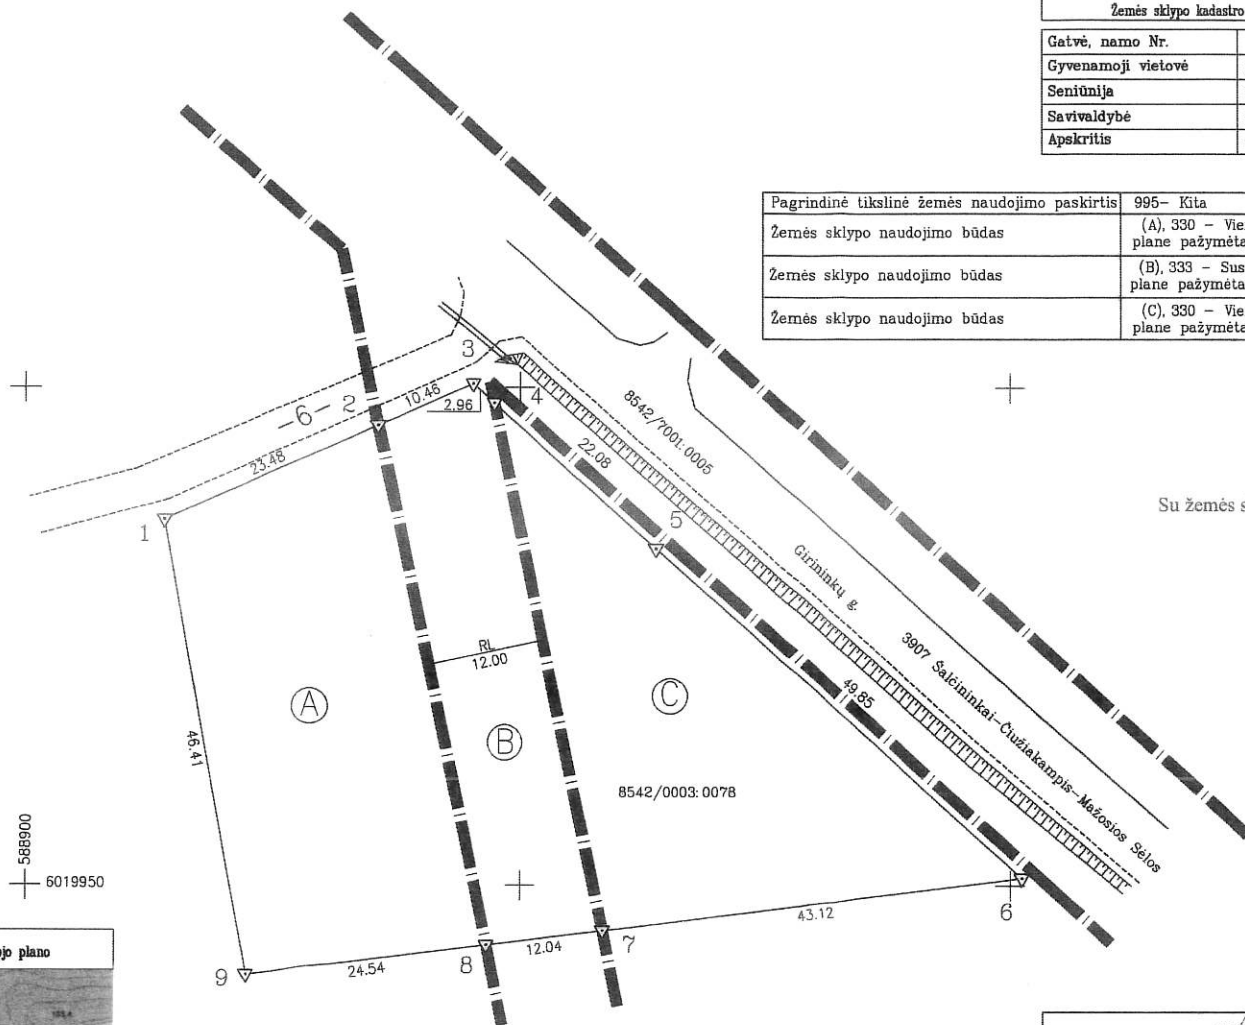 Žemės sklypo kadastro
Gatvė, namo Nr.
Gyvenamoji vietovė
Seniūnija
Savivaldybė
Apskritis
Pagrindinė tikslinė žemės naudojimo paskirtis 995– Kita
Žemės sklypo naudojimo būdas (A), 330 – Vie
plane pažymėta
Žemės sklypo naudojimo būdas (B), 333 – Sus
plane pažymėta
Žemės sklypo naudojimo būdas (C), 330 – Vie
plane pažymėta
3
4
-6- 2
10.46
2.96
23.48
22.08
8542/7001:0005
1
5
Su žemės s
Girininkų g.
3907 Šalčininkai–Čiužiakampis–Mažosios Sėlos
RL
12.00
A
B
C
49.85
46.41
8542/0003:0078
588900
6019950
6
43.12
7
12.04
8
24.54
9
ojo plano